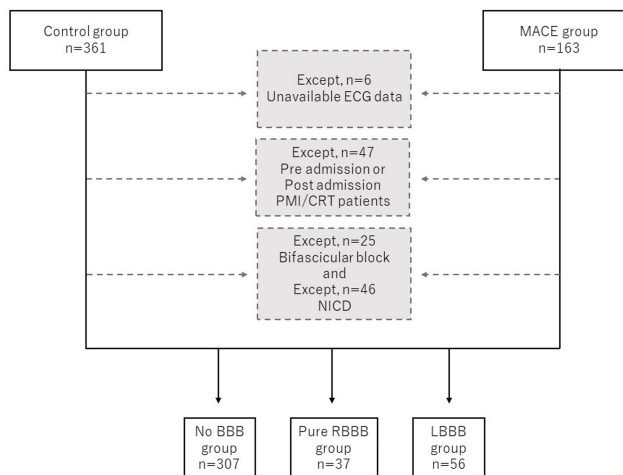 Control group
n=361
MACE group
n=163
Except, n=6
Unavailable ECG data
Except, n=47
Pre admission or
Post admission
PMI/CRT patients
Except, n=25
Bifascicular block
and
Except, n=46
NICD
No BBB
group
n=307
Pure RBBB
group
n=37
LBBB
group
n=56